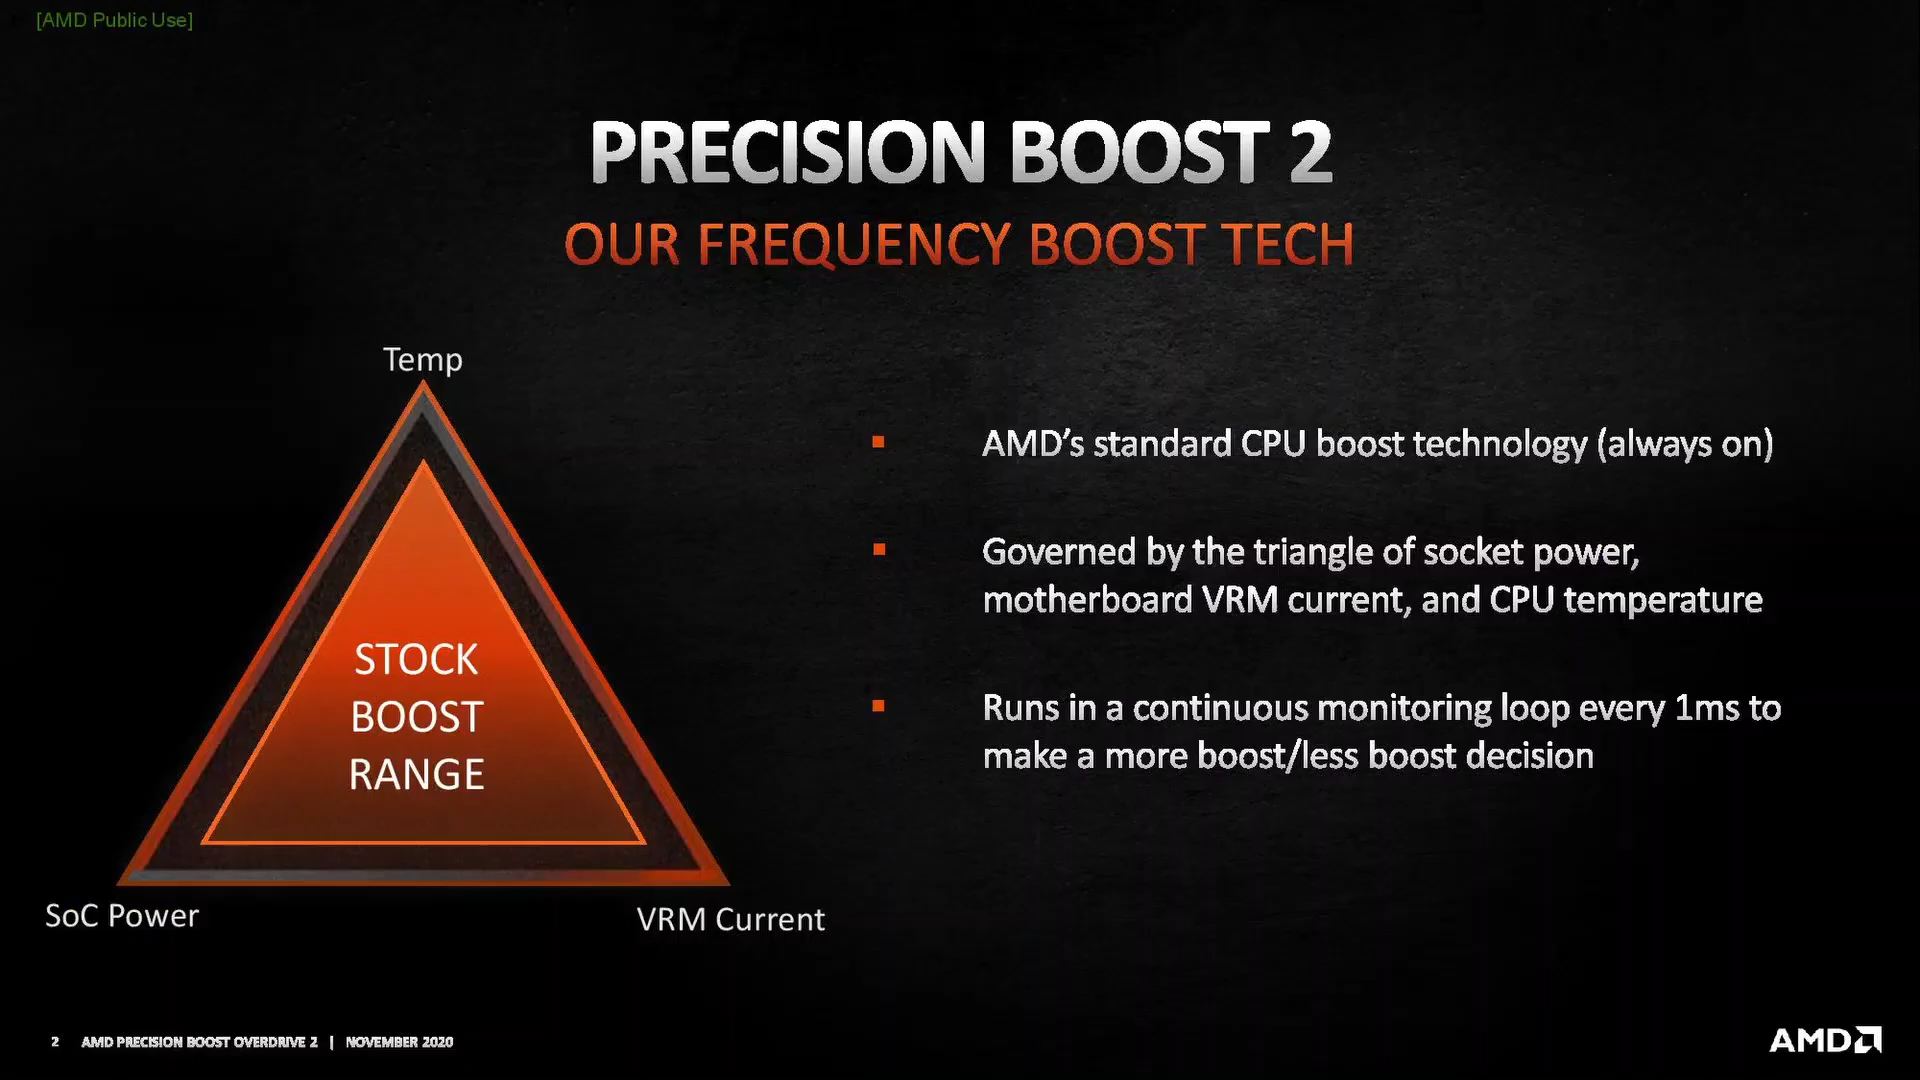 [AMD Public Use]
PRECISION BOOST 2
OUR FREQUENCY BOOST TECH
Temp
STOCK
BOOST
RANGE
SoC Power
VRM Current
▪ AMD’s standard CPU boost technology (always on)
▪ Governed by the triangle of socket power,
motherboard VRM current, and CPU temperature
▪ Runs in a continuous monitoring loop every 1ms to
make a more boost/less boost decision
2 AMD PRECISION BOOST OVERDRIVE 2 | NOVEMBER 2020
AMD